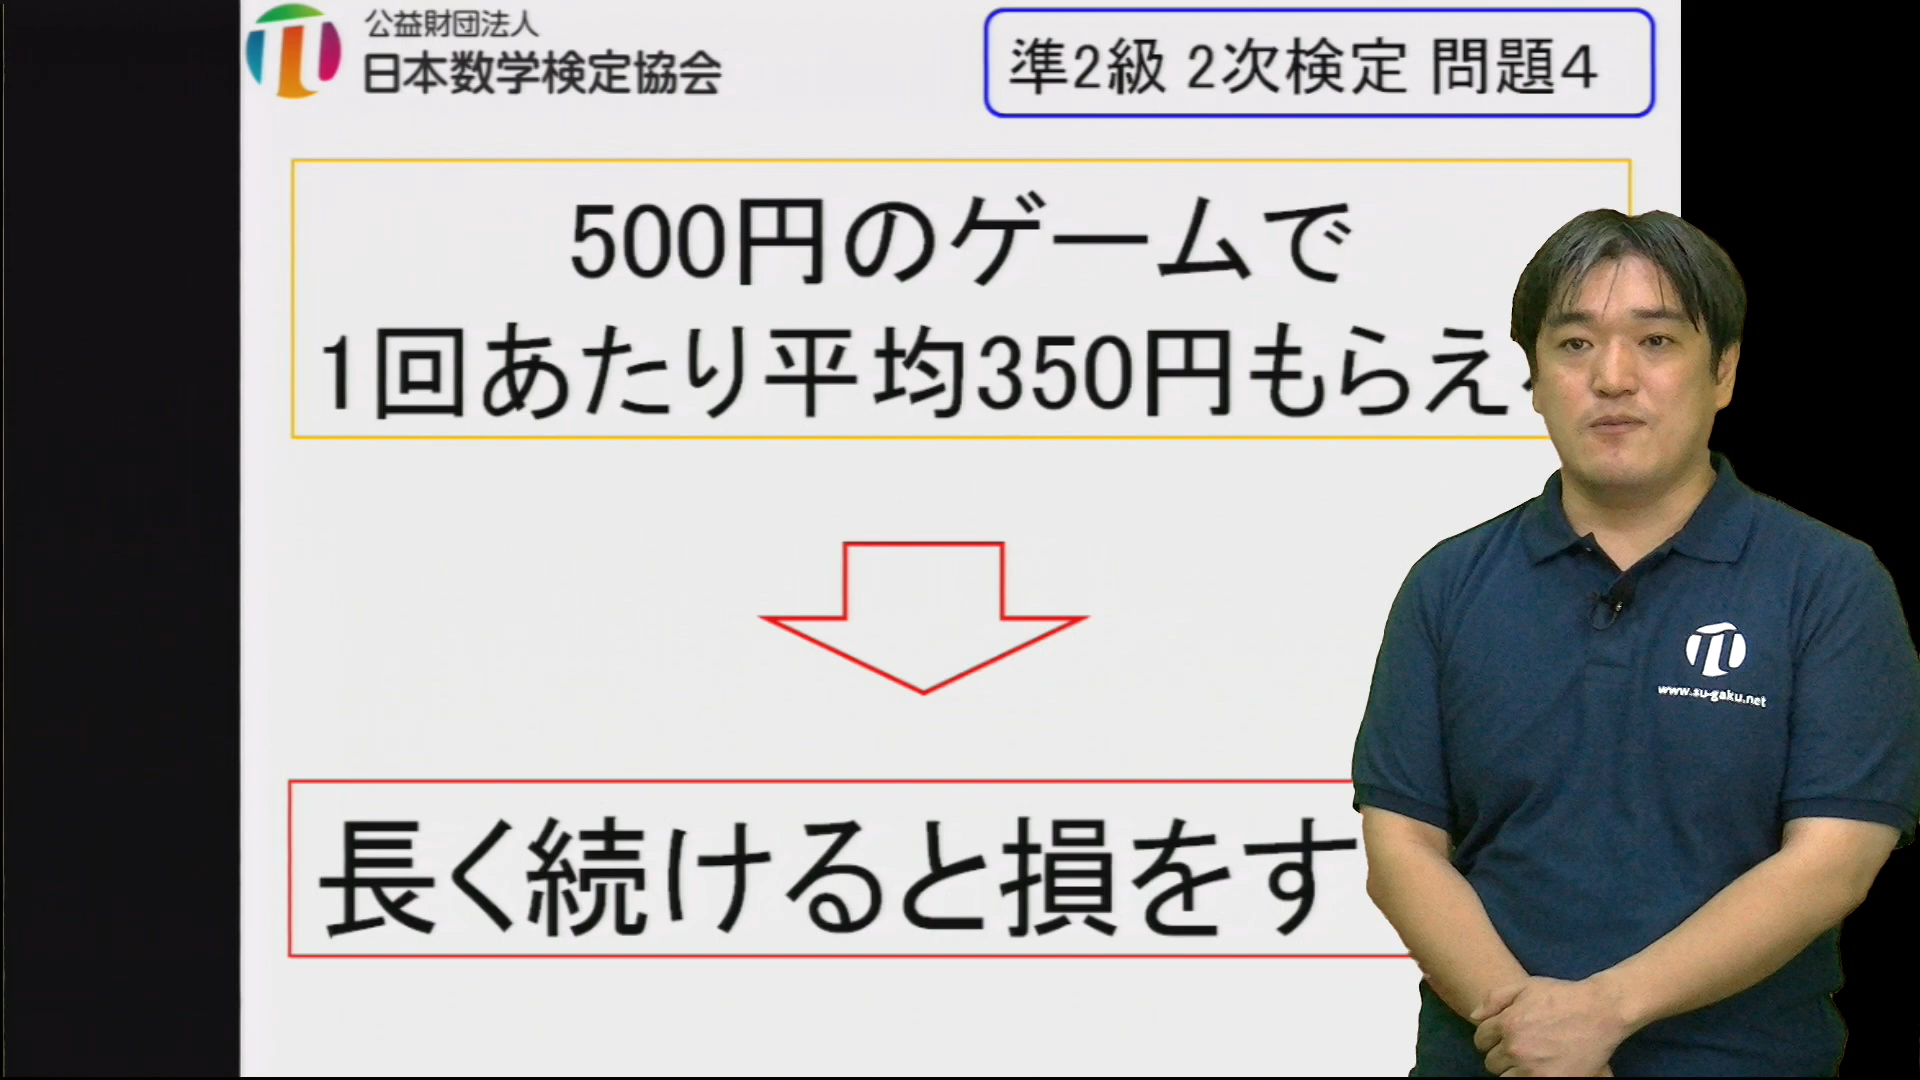 公益財団法人
日本数学検定協会
準2級 2次検定 問題4
500円のゲームで
1回あたり平均350円もらえ
長く続けると損をす
www.su-gaku.net